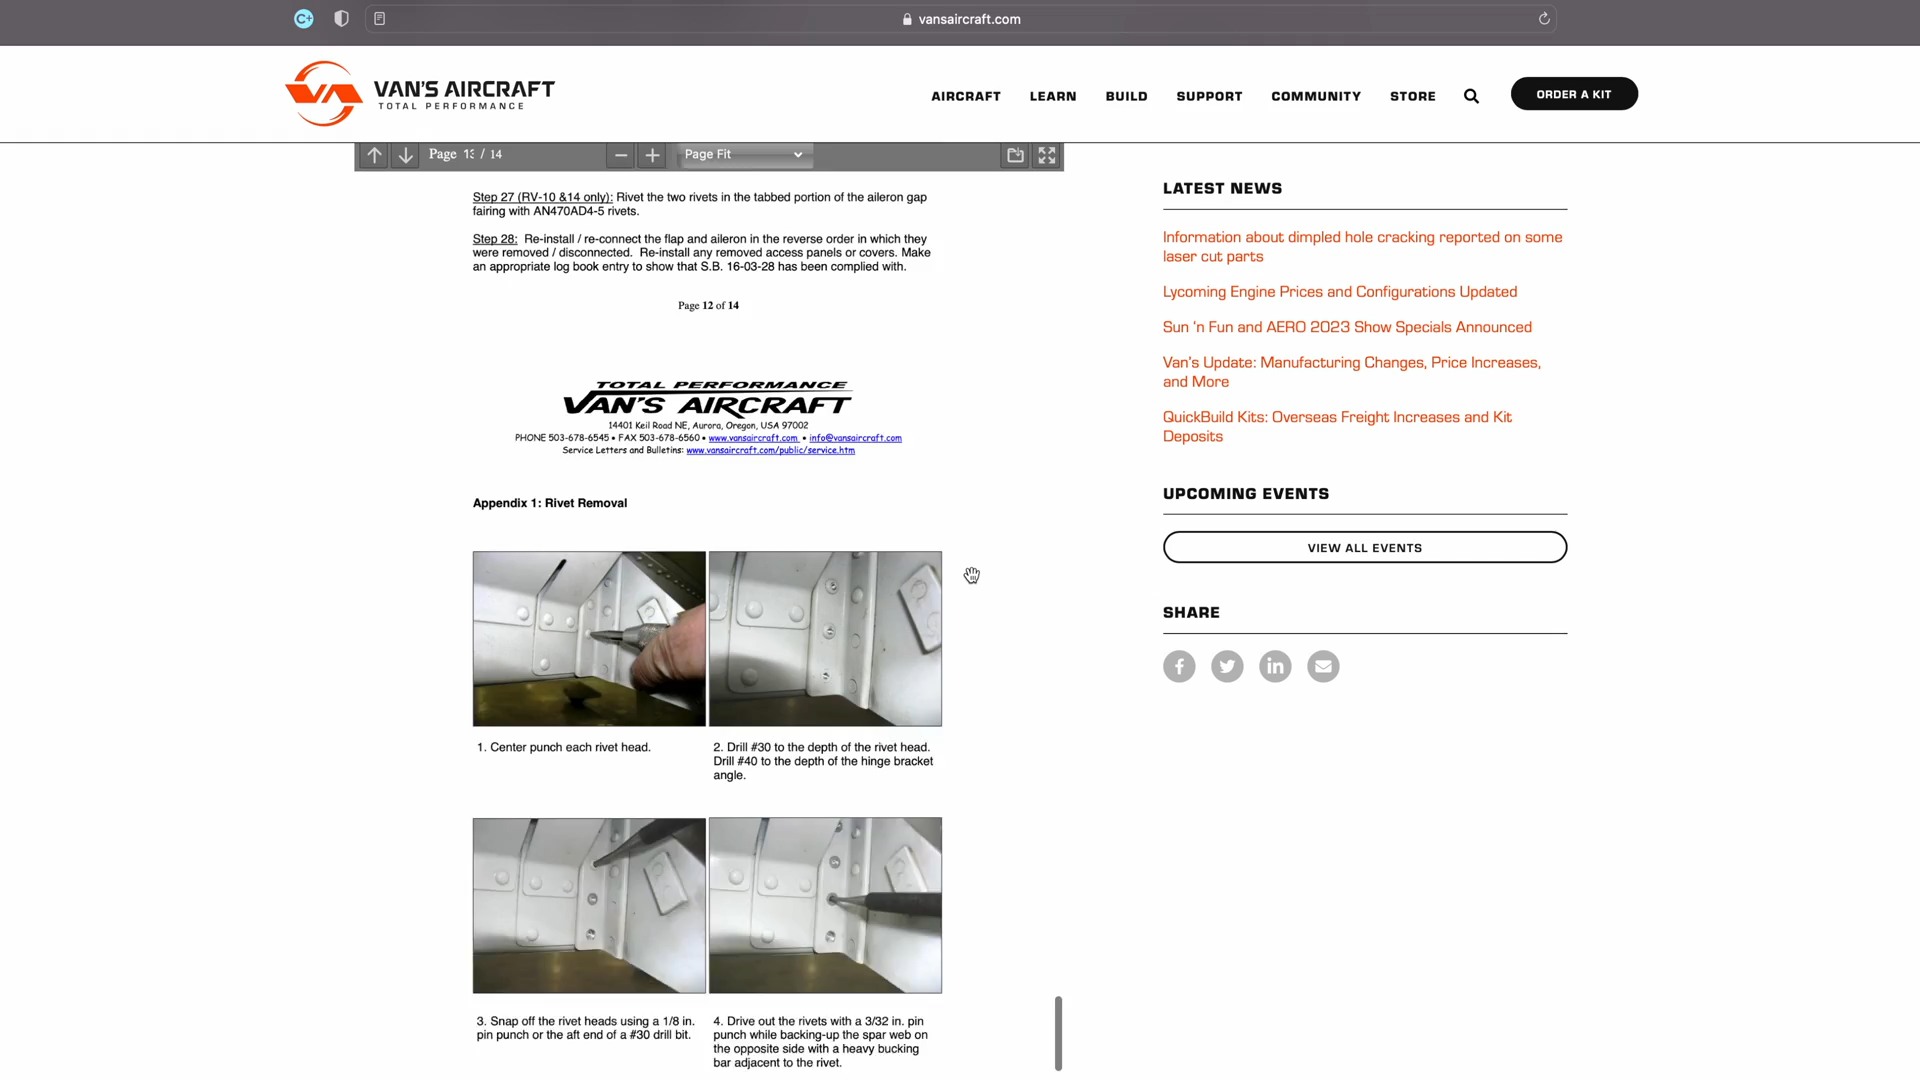 vansaircraft.com
VAN'S AIRCRAFT
TOTAL PERFORMANCE
AIRCRAFT LEARN BUILD SUPPORT COMMUNITY STORE ORDER A KIT
Page 13 / 14 Page Fit
Step 27 (RV-10 &14 only): Rivet the two rivets in the tabbed portion of the aileron gap
fairing with AN470AD4-5 rivets.
Step 28: Re-install / re-connect the flap and aileron in the reverse order in which they
were removed / disconnected. Re-install any removed access panels or covers. Make
an appropriate log book entry to show that S.B. 16-03-28 has been complied with.
Page 12 of 14
TOTAL PERFORMANCE
VAN'S AIRCRAFT
14401 Keil Road NE, Aurora, Oregon, USA 97002
PHONE 503-678-6545 • FAX 503-678-6560 • www.vansaircraft.com • info@vansaircraft.com
Service Letters and Bulletins: www.vansaircraft.com/public/service.htm
Appendix 1: Rivet Removal
1. Center punch each rivet head.
2. Drill #30 to the depth of the rivet head.
Drill #40 to the depth of the hinge bracket
angle.
3. Snap off the rivet heads using a 1/8 in.
pin punch or the aft end of a #30 drill bit.
4. Drive out the rivets with a 3/32 in. pin
punch while backing-up the spar web on
the opposite side with a heavy bucking
bar adjacent to the rivet.
LATEST NEWS
Information about dimpled hole cracking reported on some
laser cut parts
Lycoming Engine Prices and Configurations Updated
Sun 'n Fun and AERO 2023 Show Specials Announced
Van's Update: Manufacturing Changes, Price Increases,
and More
QuickBuild Kits: Overseas Freight Increases and Kit
Deposits
UPCOMING EVENTS
VIEW ALL EVENTS
SHARE